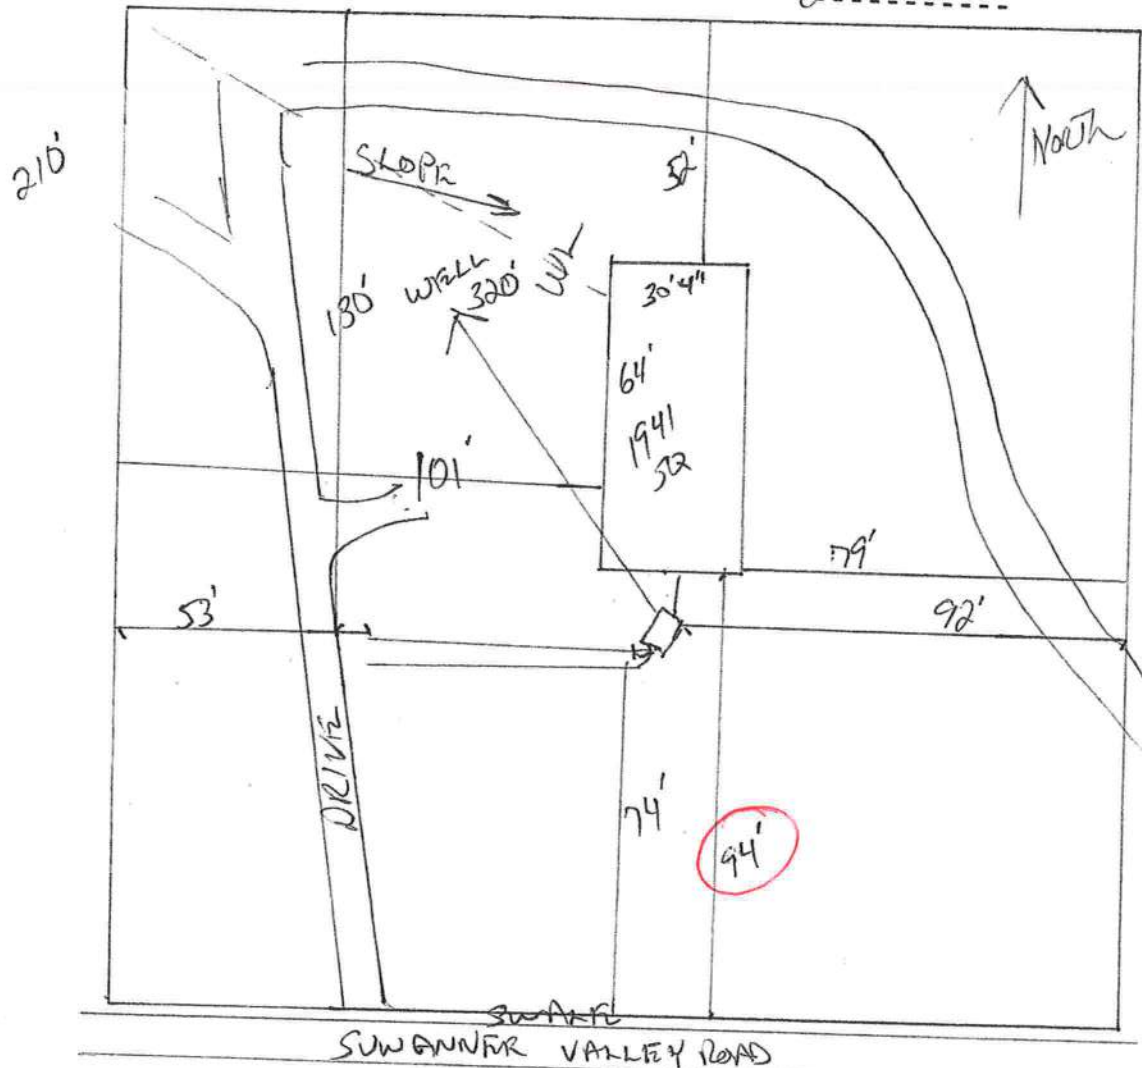 210'
NORTH
SLOPE
52'
WELL
320'
WL
180'
30'4"
64'
1941
SQ
101'
79'
53'
92'
DRIVE
74'
94'
SWALE
SUWANNEE VALLEY ROAD